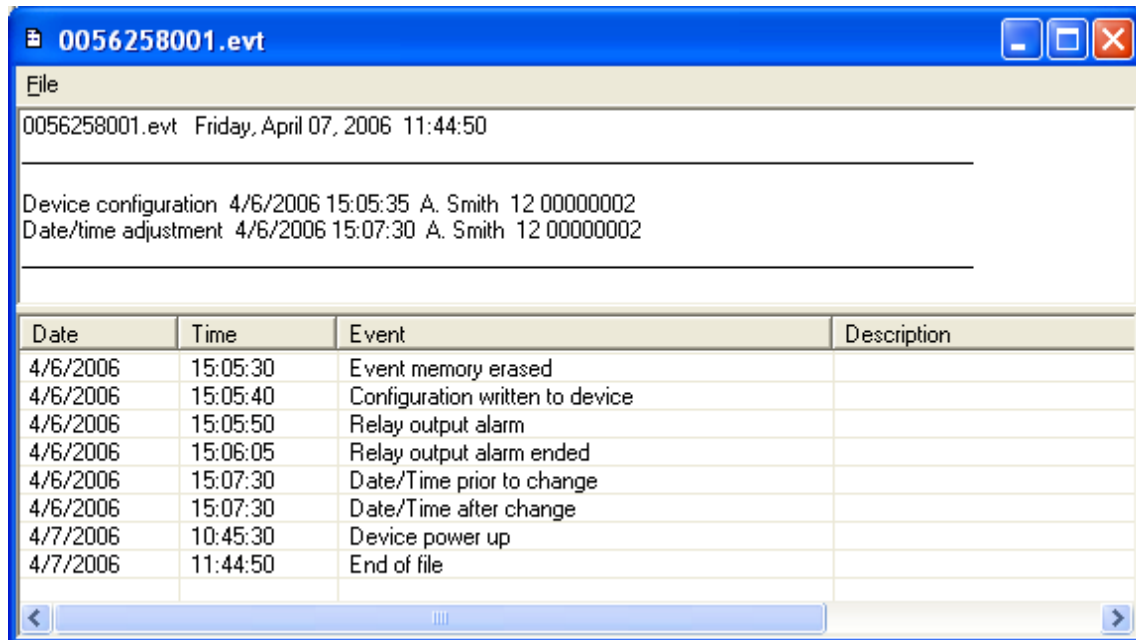 0056258001.evt
File
0056258001.evt Friday, April 07, 2006 11:44:50
Device configuration 4/6/2006 15:05:35 A. Smith 12 00000002
Date/time adjustment 4/6/2006 15:07:30 A. Smith 12 00000002
Date Time Event Description
4/6/2006 15:05:30 Event memory erased
4/6/2006 15:05:40 Configuration written to device
4/6/2006 15:05:50 Relay output alarm
4/6/2006 15:06:05 Relay output alarm ended
4/6/2006 15:07:30 Date/Time prior to change
4/6/2006 15:07:30 Date/Time after change
4/7/2006 10:45:30 Device power up
4/7/2006 11:44:50 End of file